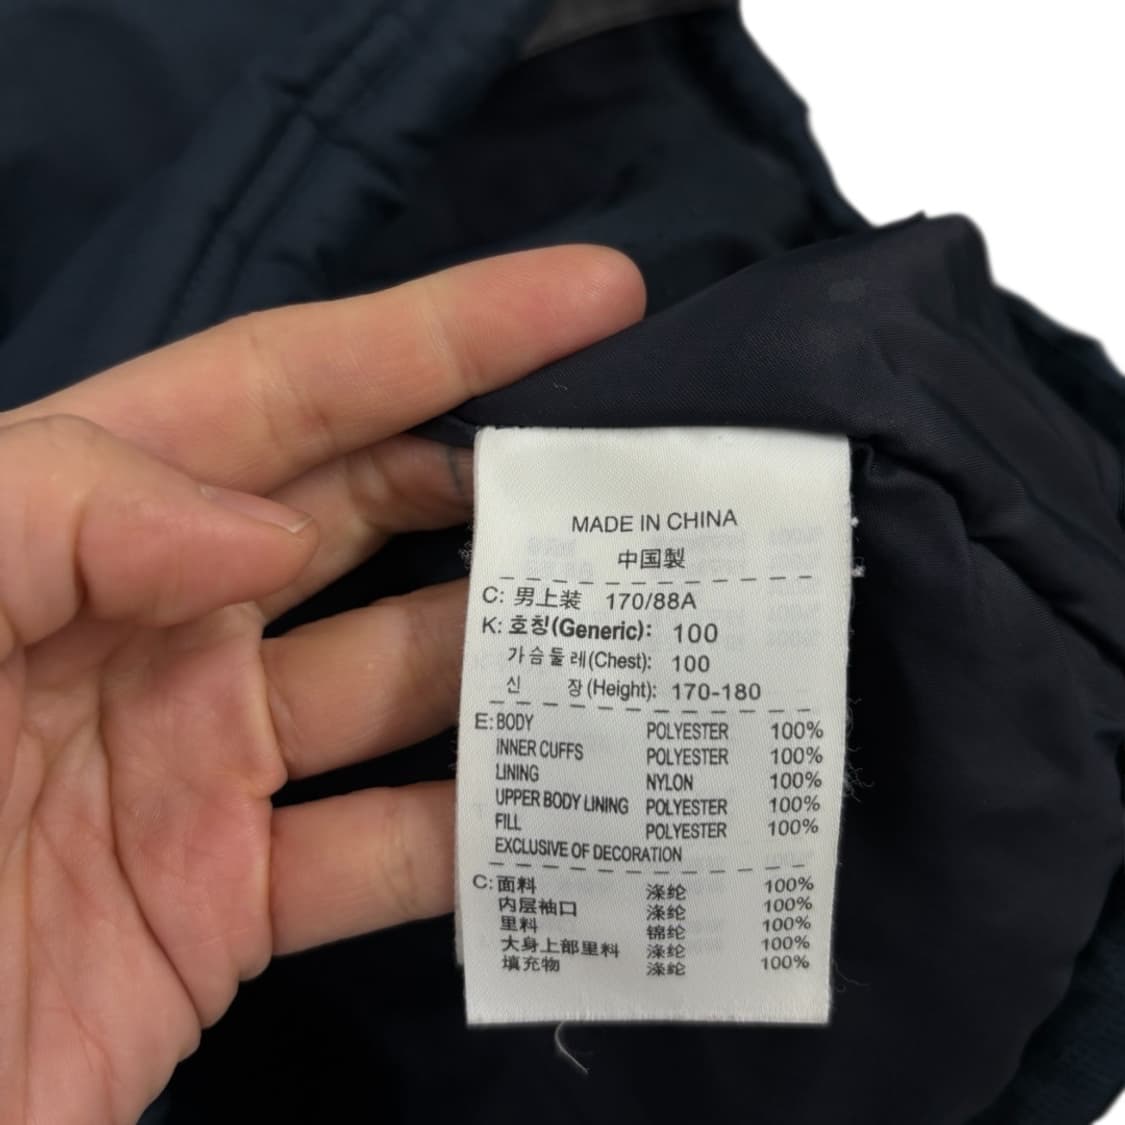 MADE IN CHINA
中国製
C: 男上装 170/88A
K: 호칭(Generic): 100
가슴둘레(Chest): 100
신 장(Height): 170-180
E: BODY POLYESTER 100%
INNER CUFFS POLYESTER 100%
LINING NYLON 100%
UPPER BODY LINING POLYESTER 100%
FILL POLYESTER 100%
EXCLUSIVE OF DECORATION
C: 面料 涤纶 100%
内层袖口 涤纶 100%
里料 锦纶 100%
大身上部里料 涤纶 100%
填充物 涤纶 100%